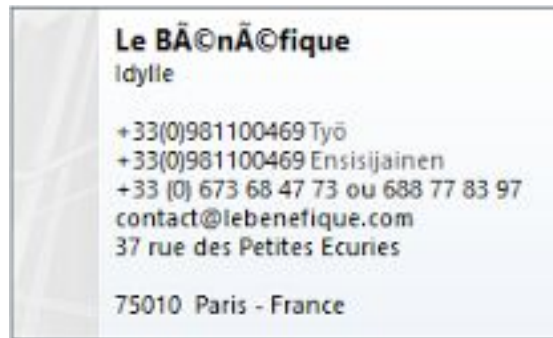 Le BÃ©nÃ©fique
Idylle
+33(0)981100469 Työ
+33(0)981100469 Ensisijainen
+33 (0) 673 68 47 73 ou 688 77 83 97
contact@lebenefique.com
37 rue des Petites Ecuries
75010 Paris - France